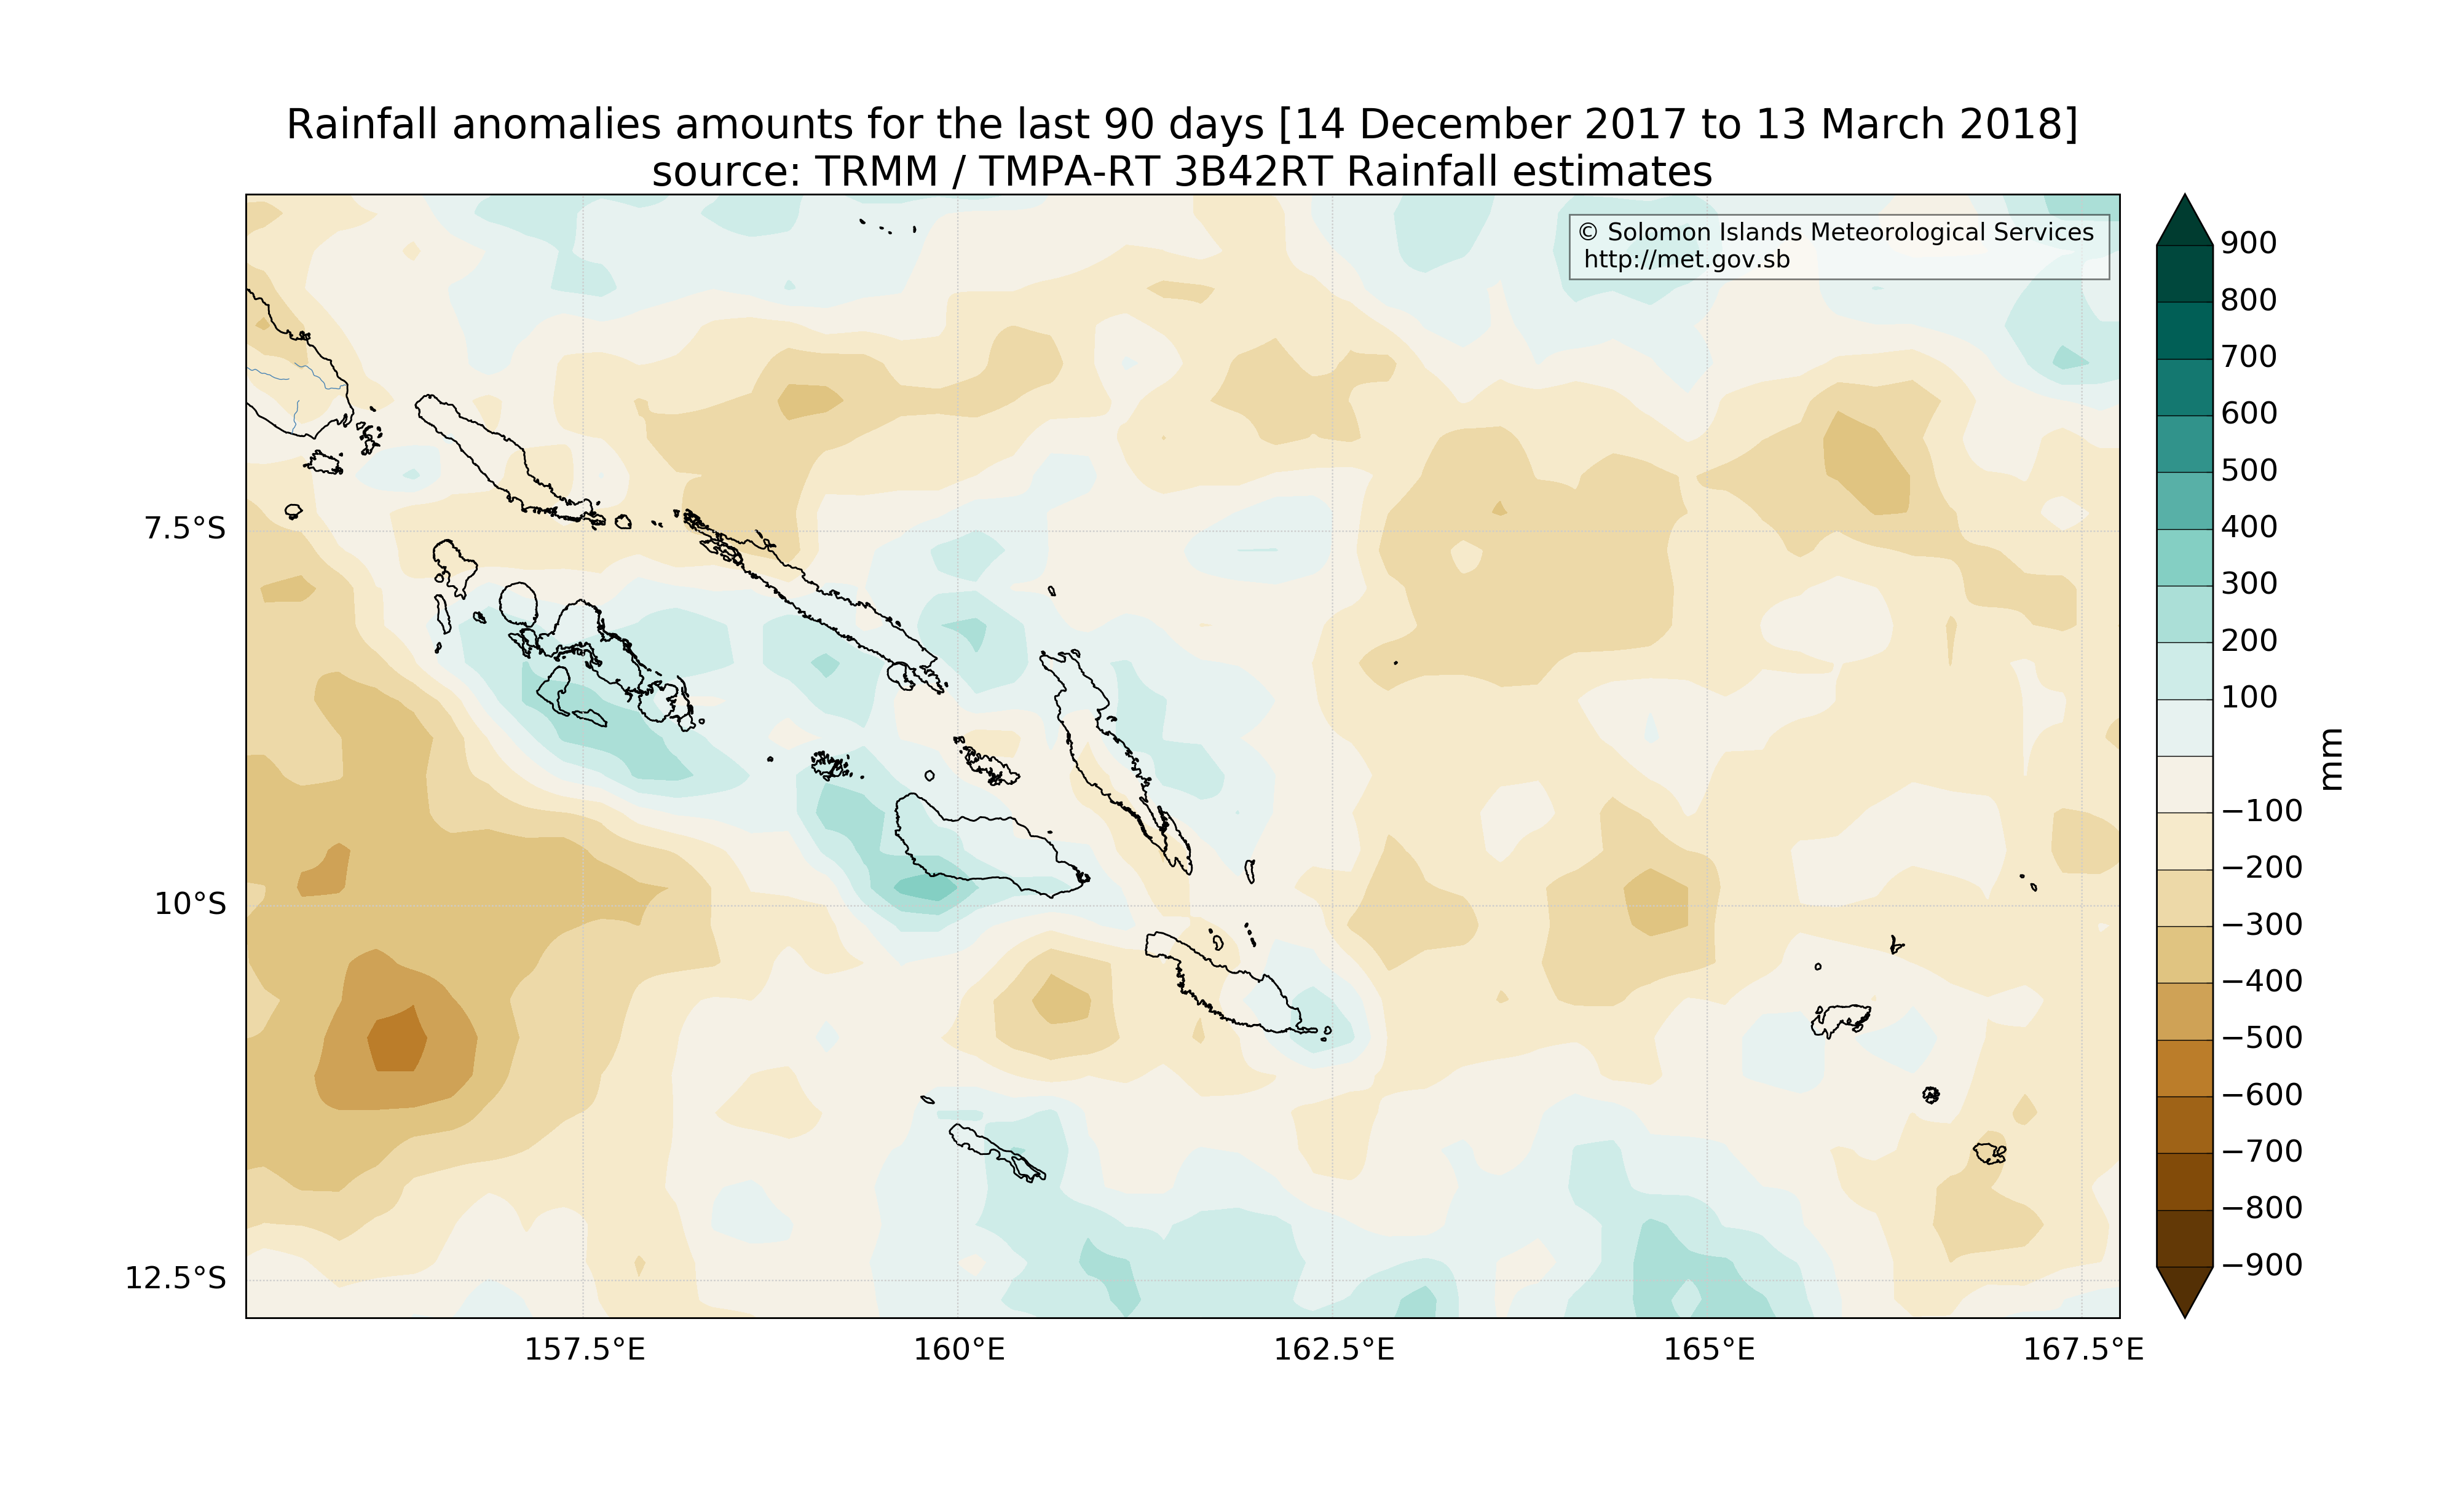 Rainfall anomalies amounts for the last 90 days [14 December 2017 to 13 March 2018]
source: TRMM / TMPA-RT 3B42RT Rainfall estimates
© Solomon Islands Meteorological Services
http://met.gov.sb
7.5°S
10°S
12.5°S
157.5°E
160°E
162.5°E
165°E
167.5°E
900
800
700
600
500
400
300
200
100
−100
−200
−300
−400
−500
−600
−700
−800
−900
mm